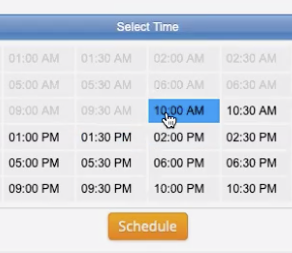 Select Time
01:00 AM 01:30 AM 02:00 AM 02:30 AM
05:00 AM 05:30 AM 06:00 AM 06:30 AM
09:00 AM 09:30 AM 10:00 AM 10:30 AM
01:00 PM 01:30 PM 02:00 PM 02:30 PM
05:00 PM 05:30 PM 06:00 PM 06:30 PM
09:00 PM 09:30 PM 10:00 PM 10:30 PM
Schedule